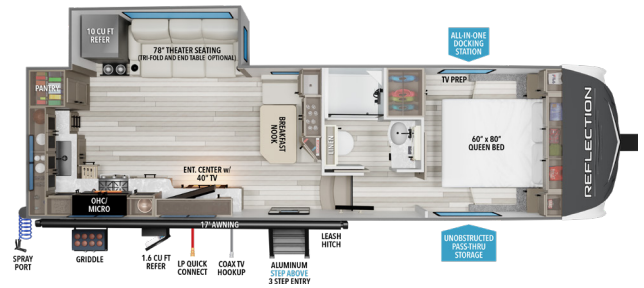 10 CU FT
REFER
78" THEATER SEATING
(TRI-FOLD AND END TABLE OPTIONAL)
ALL-IN-ONE
DOCKING
STATION
PANTRY
TV PREP
BREAKFAST
NOOK
LINEN
60" x 80"
QUEEN BED
REFLECTION
ENT. CENTER w/
40" TV
OHC/
MICRO
17' AWNING
SPRAY
PORT
GRIDDLE
1.6 CU FT
REFER
LP QUICK
CONNECT
COAX TV
HOOKUP
ALUMINUM
STEP ABOVE
3 STEP ENTRY
LEASH
HITCH
UNOBSTRUCTED
PASS-THRU
STORAGE